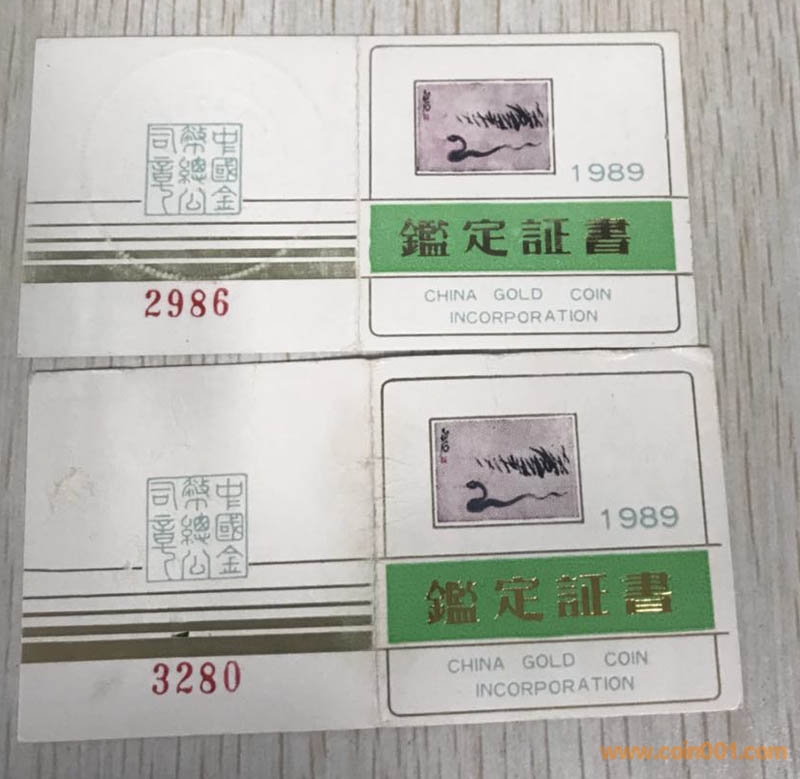 中國金
幣總公
司章
2986
1989
鑑定証書
CHINA GOLD COIN
INCORPORATION
中國金
幣總公
司章
3280
1989
鑑定証書
CHINA GOLD COIN
INCORPORATION
www.coin001.com